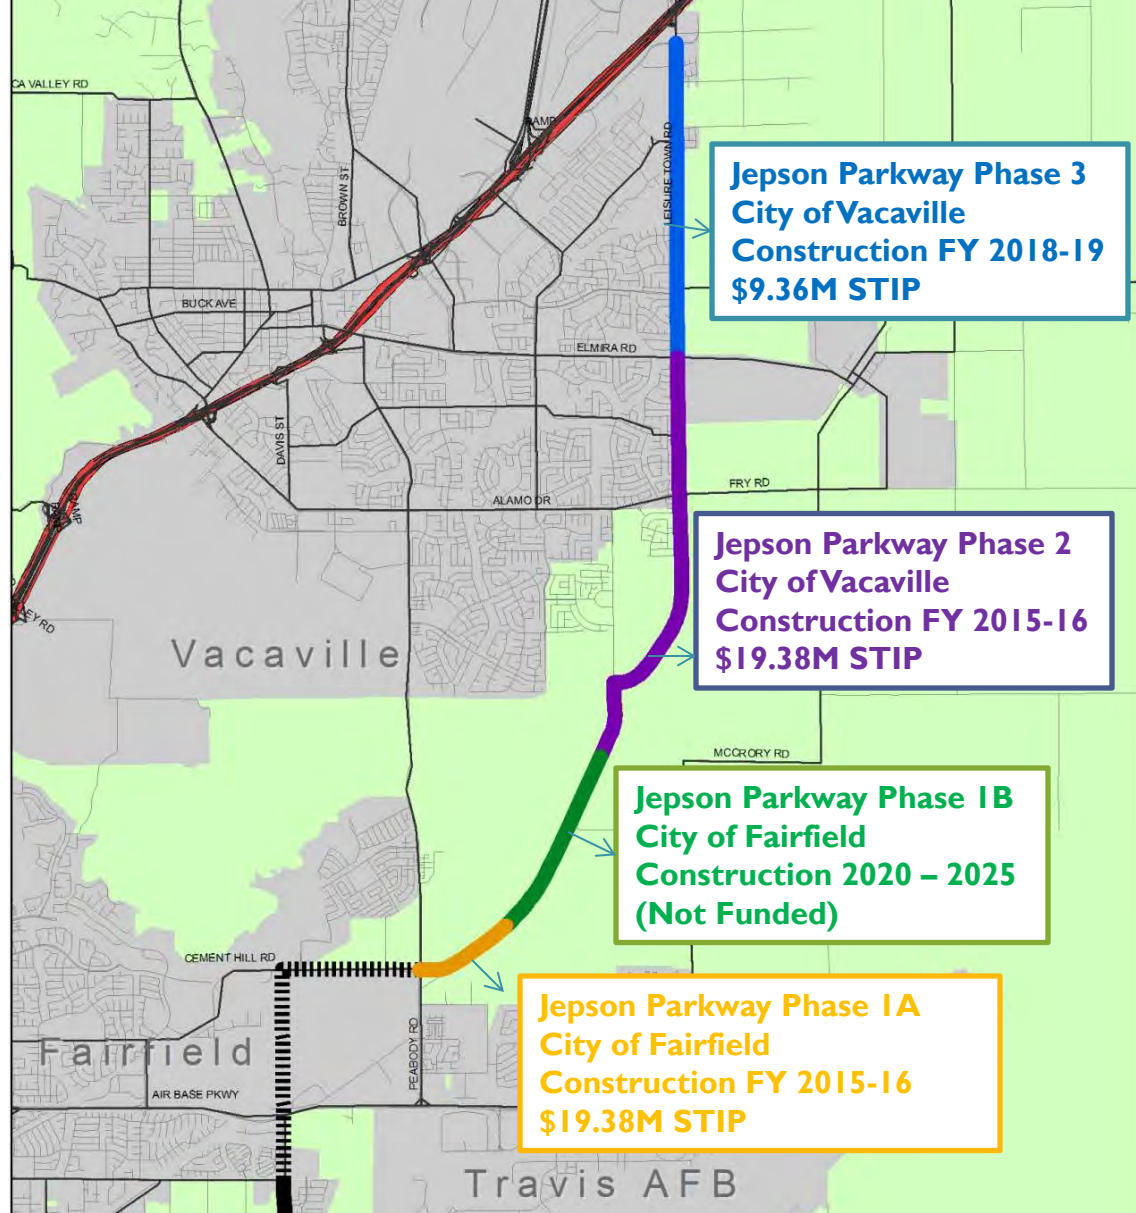 CA VALLEY RD
RAMP
BROWN ST
LEISURE TOWN RD
Jepson Parkway Phase 3
City of Vacaville
Construction FY 2018-19
$9.36M STIP
BUCK AVE
ELMIRA RD
DAVIS ST
FRY RD
ALAMO DR
RAMP
Jepson Parkway Phase 2
City of Vacaville
Construction FY 2015-16
$19.38M STIP
EY RD
Vacaville
MCCRORY RD
Jepson Parkway Phase 1B
City of Fairfield
Construction 2020 – 2025
(Not Funded)
CEMENT HILL RD
Jepson Parkway Phase 1A
City of Fairfield
Construction FY 2015-16
$19.38M STIP
PEABODY RD
Fairfield
AIR BASE PKWY
Travis AFB